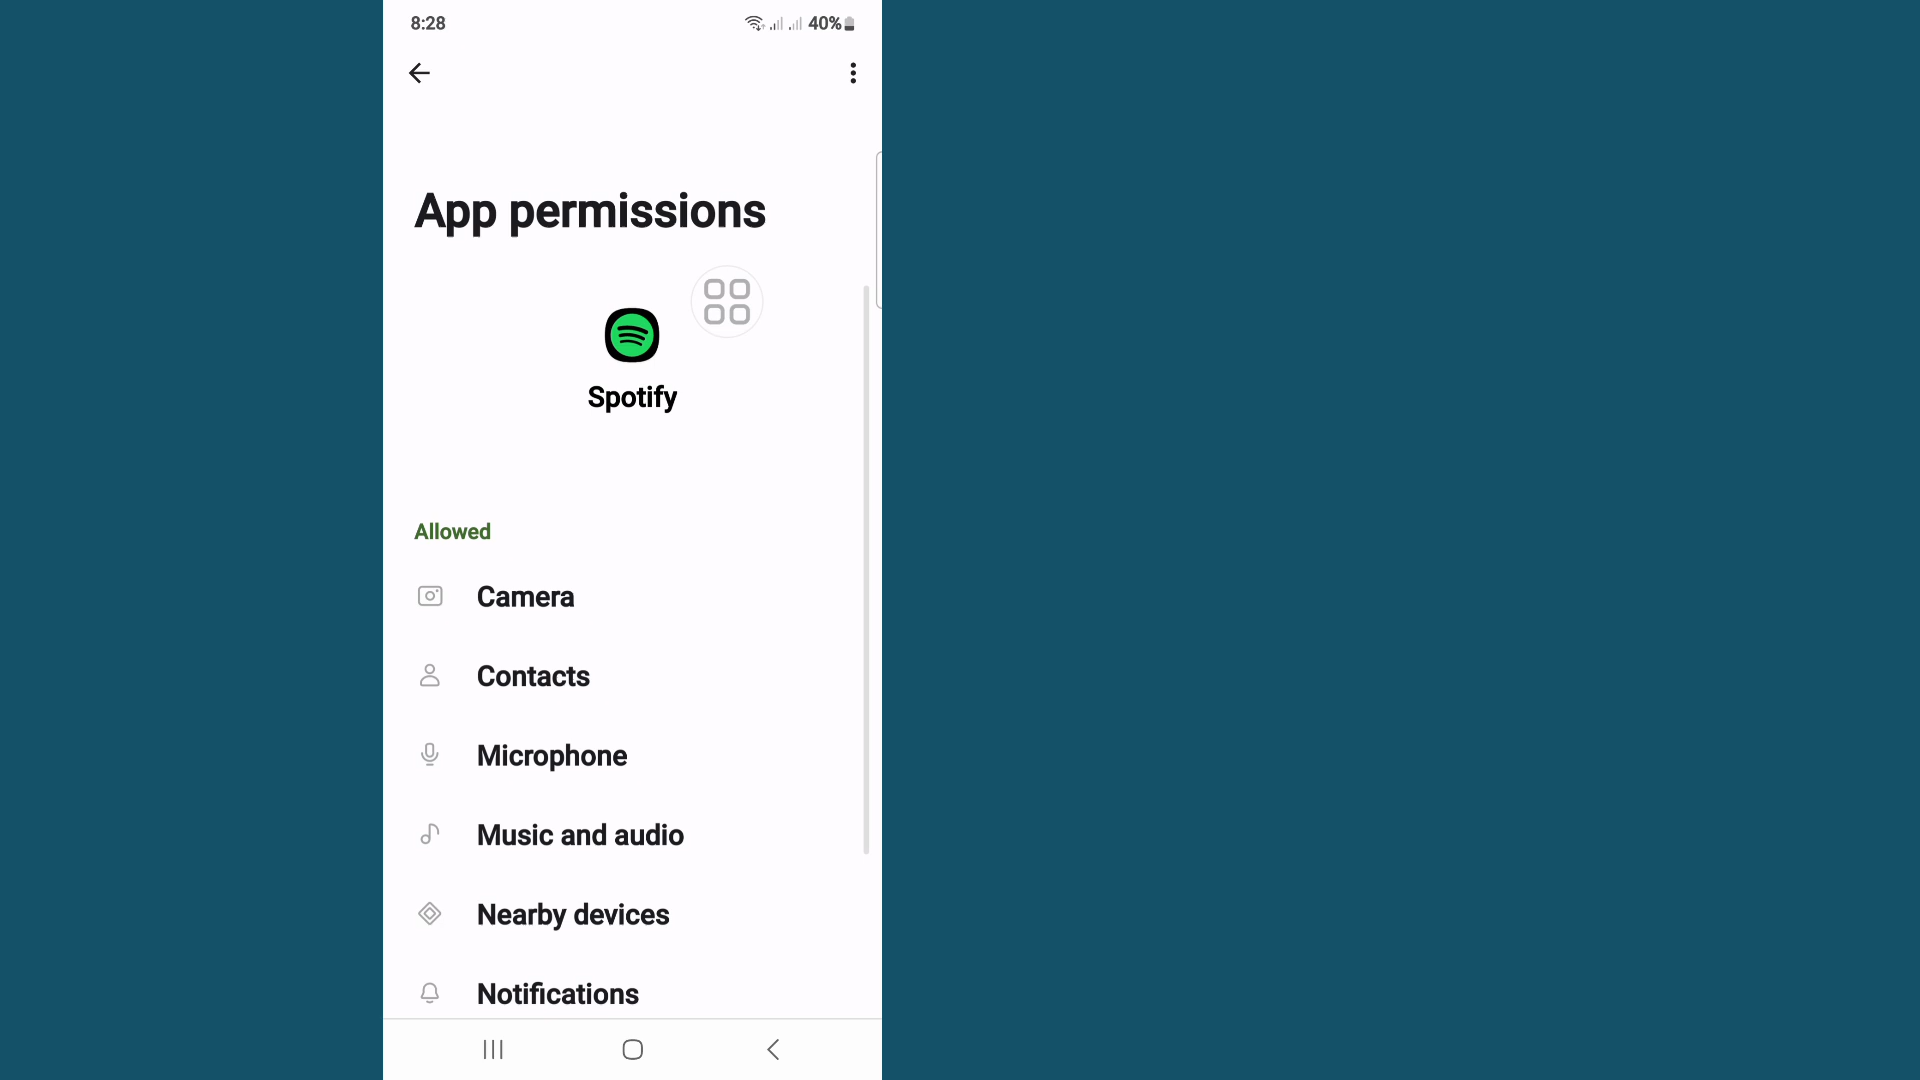 8:28
40%
App permissions
Spotify
Allowed
Camera
Contacts
Microphone
Music and audio
Nearby devices
Notifications